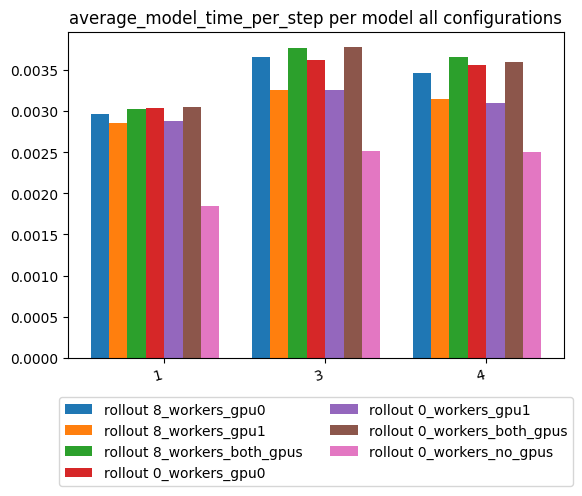 average_model_time_per_step per model all configurations
0.0035
0.0030
0.0025
0.0020
0.0015
0.0010
0.0005
0.0000
1 3 4
rollout 8_workers_gpu0
rollout 8_workers_gpu1
rollout 8_workers_both_gpus
rollout 0_workers_gpu0
rollout 0_workers_gpu1
rollout 0_workers_both_gpus
rollout 0_workers_no_gpus